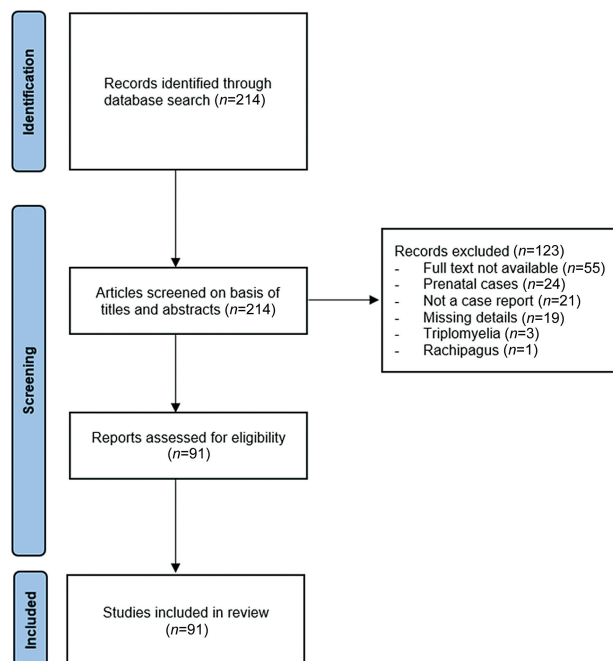 Identification
Records identified through
database search (n=214)
Screening
Articles screened on basis of
titles and abstracts (n=214)
Records excluded (n=123)
- Full text not available (n=55)
- Prenatal cases (n=24)
- Not a case report (n=21)
- Missing details (n=19)
- Triplomyelia (n=3)
- Rachipagus (n=1)
Reports assessed for eligibility
(n=91)
Included
Studies included in review
(n=91)